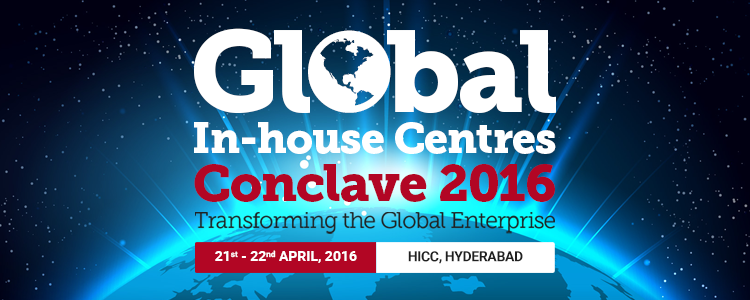 Global
In-house Centres
Conclave 2016
Transforming the Global Enterprise
21st - 22nd APRIL, 2016 HICC, HYDERABAD